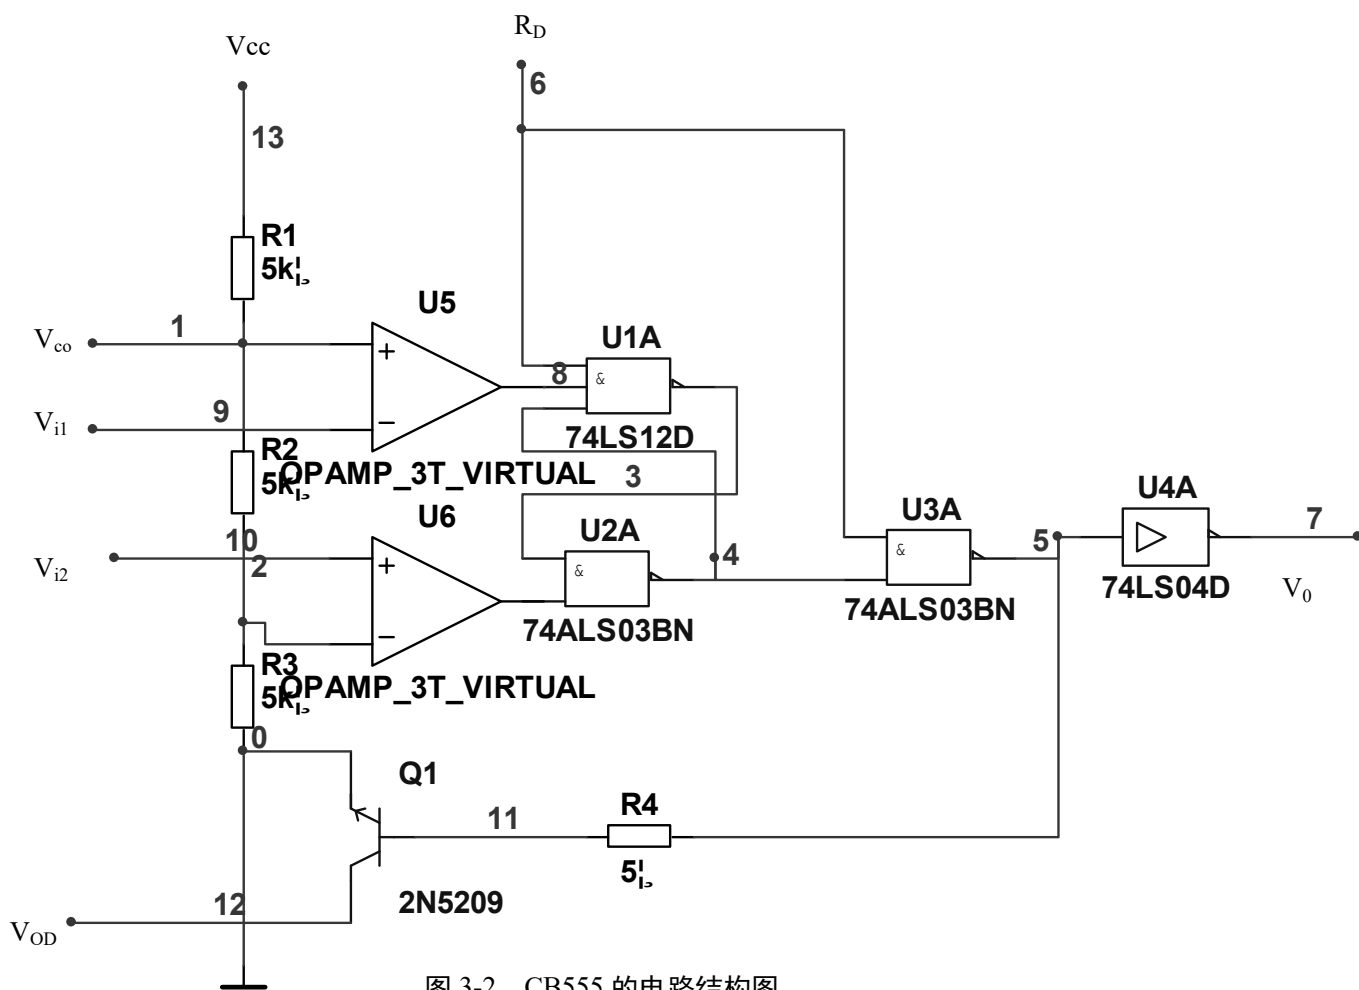 R_D
Vcc
6
13
R1
5k
U5
1
V_co
+
U1A
8
&
9
V_i1
−
74LS12D
R2
5k
OPAMP_3T_VIRTUAL
3
U6
U2A
U3A
U4A
10
2
V_i2
+
&
4
&
5
7
74ALS03BN
74ALS03BN
74LS04D
V_0
−
R3
5k
OPAMP_3T_VIRTUAL
0
Q1
11
R4
5
12
2N5209
V_OD
图 3-2 CB555 的电路结构图